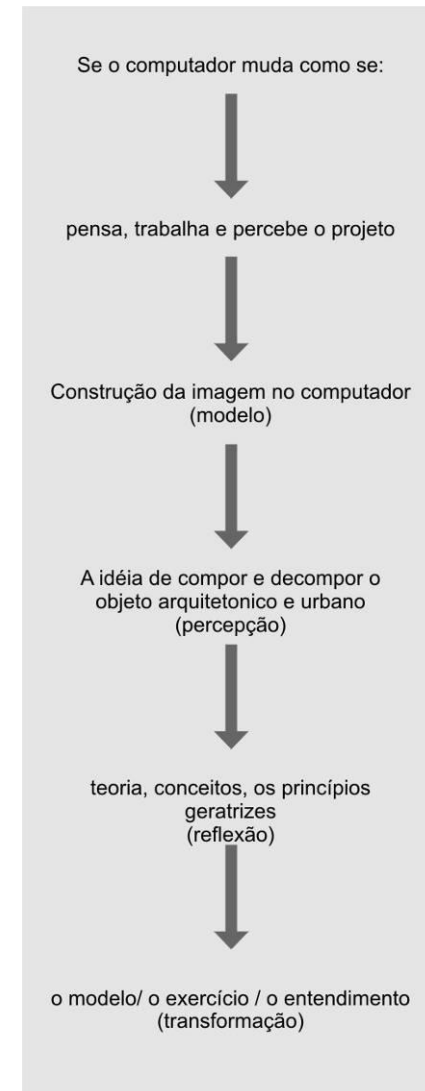 Se o computador muda como se:
pensa, trabalha e percebe o projeto
Construção da imagem no computador
(modelo)
A idéia de compor e decompor o
objeto arquitetonico e urbano
(percepção)
teoria, conceitos, os princípios
geratrizes
(reflexão)
o modelo/ o exercício / o entendimento
(transformação)